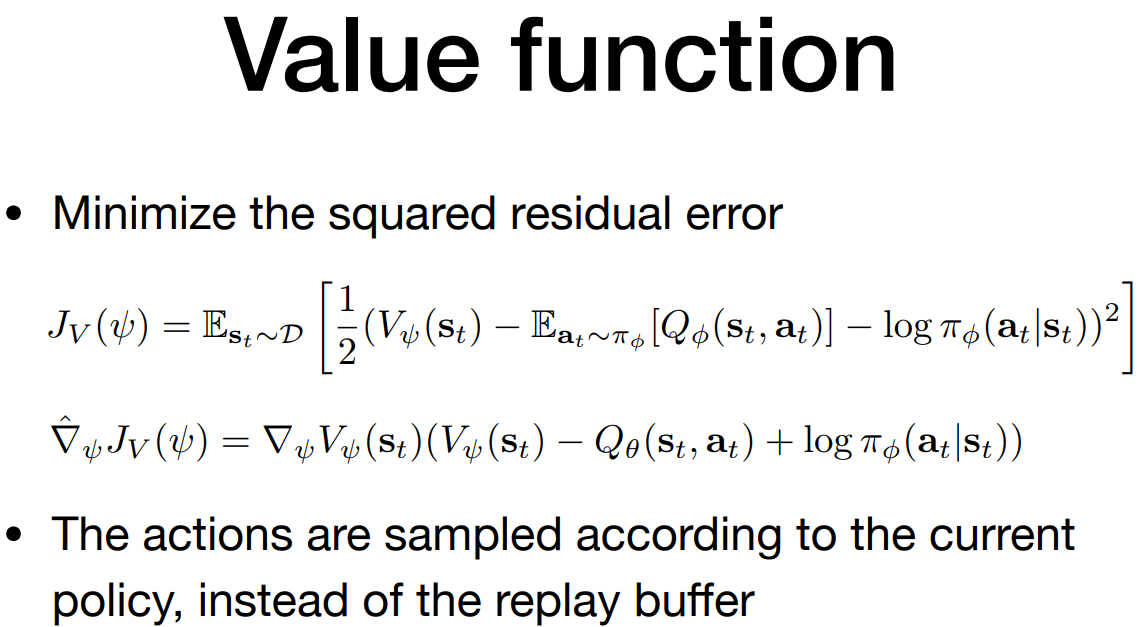 Value function
• Minimize the squared residual error
$J_V(\psi) = \mathbb{E}_{\mathbf{s}_t \sim \mathcal{D}} \left[ \frac{1}{2} (V_\psi(\mathbf{s}_t) - \mathbb{E}_{\mathbf{a}_t \sim \pi_\phi} [Q_\phi(\mathbf{s}_t, \mathbf{a}_t)] - \log \pi_\phi(\mathbf{a}_t | \mathbf{s}_t))^2 \right]$
$\hat{\nabla}_\psi J_V(\psi) = \nabla_\psi V_\psi(\mathbf{s}_t) (V_\psi(\mathbf{s}_t) - Q_\theta(\mathbf{s}_t, \mathbf{a}_t) + \log \pi_\phi(\mathbf{a}_t | \mathbf{s}_t))$
• The actions are sampled according to the current
policy, instead of the replay buffer